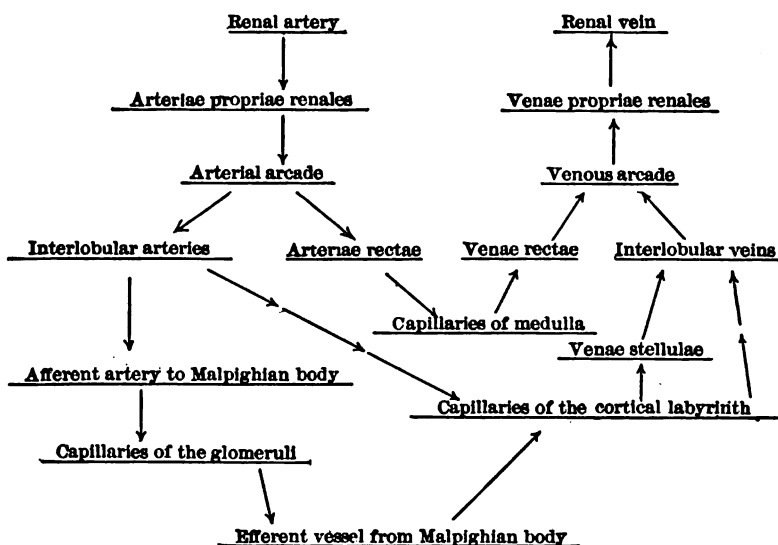 Renal artery
Renal vein
Arteriae propriae renales
Venae propriae renales
Arterial arcade
Venous arcade
Interlobular arteries
Arteriae rectae
Venae rectae
Interlobular veins
Capillaries of medulla
Venae stellulae
Afferent artery to Malpighian body
Capillaries of the cortical labyrinth
Capillaries of the glomeruli
Efferent vessel from Malpighian body